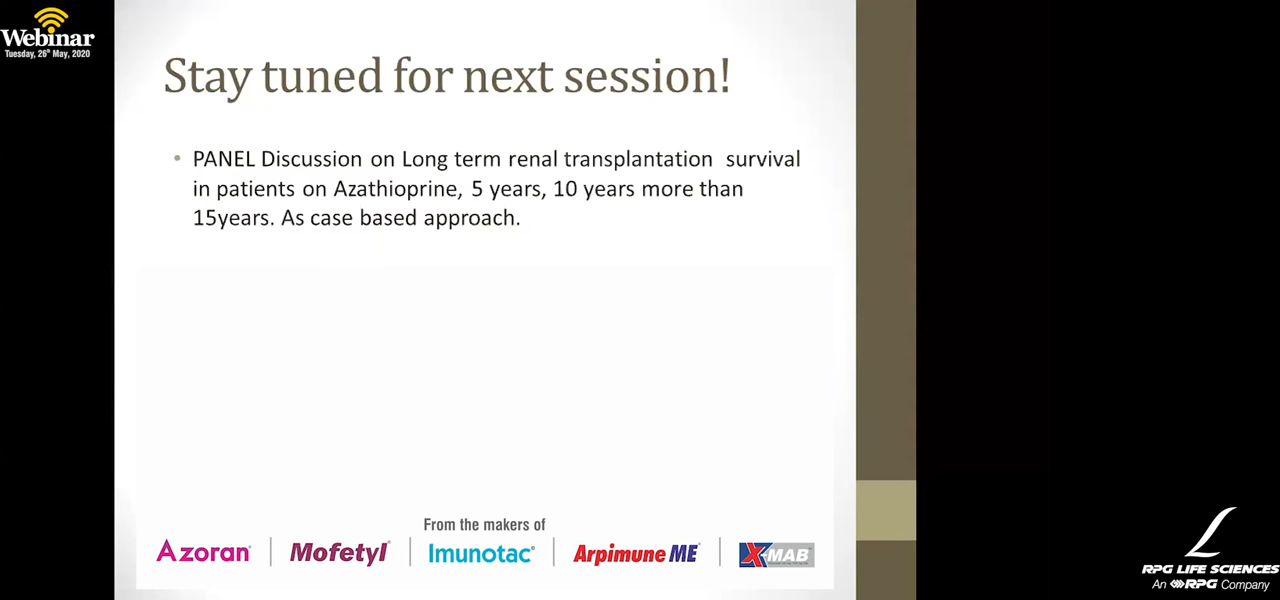 Webinar
Tuesday, 26th May, 2020
Stay tuned for next session!
• PANEL Discussion on Long term renal transplantation survival
in patients on Azathioprine, 5 years, 10 years more than
15years. As case based approach.
From the makers of
Azoran® | Mofetyl® | Imunotac® | Arpimune ME® | X-MAB
RPG LIFE SCIENCES
An RPG Company